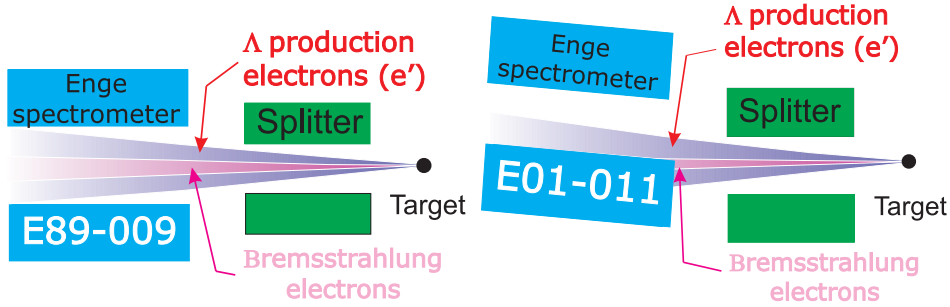 Λ production
electrons (e’)
Enge
spectrometer
Splitter
E89-009
Target
Bremsstrahlung
electrons
Λ production
electrons (e’)
Enge
spectrometer
Splitter
E01-011
Target
Bremsstrahlung
electrons